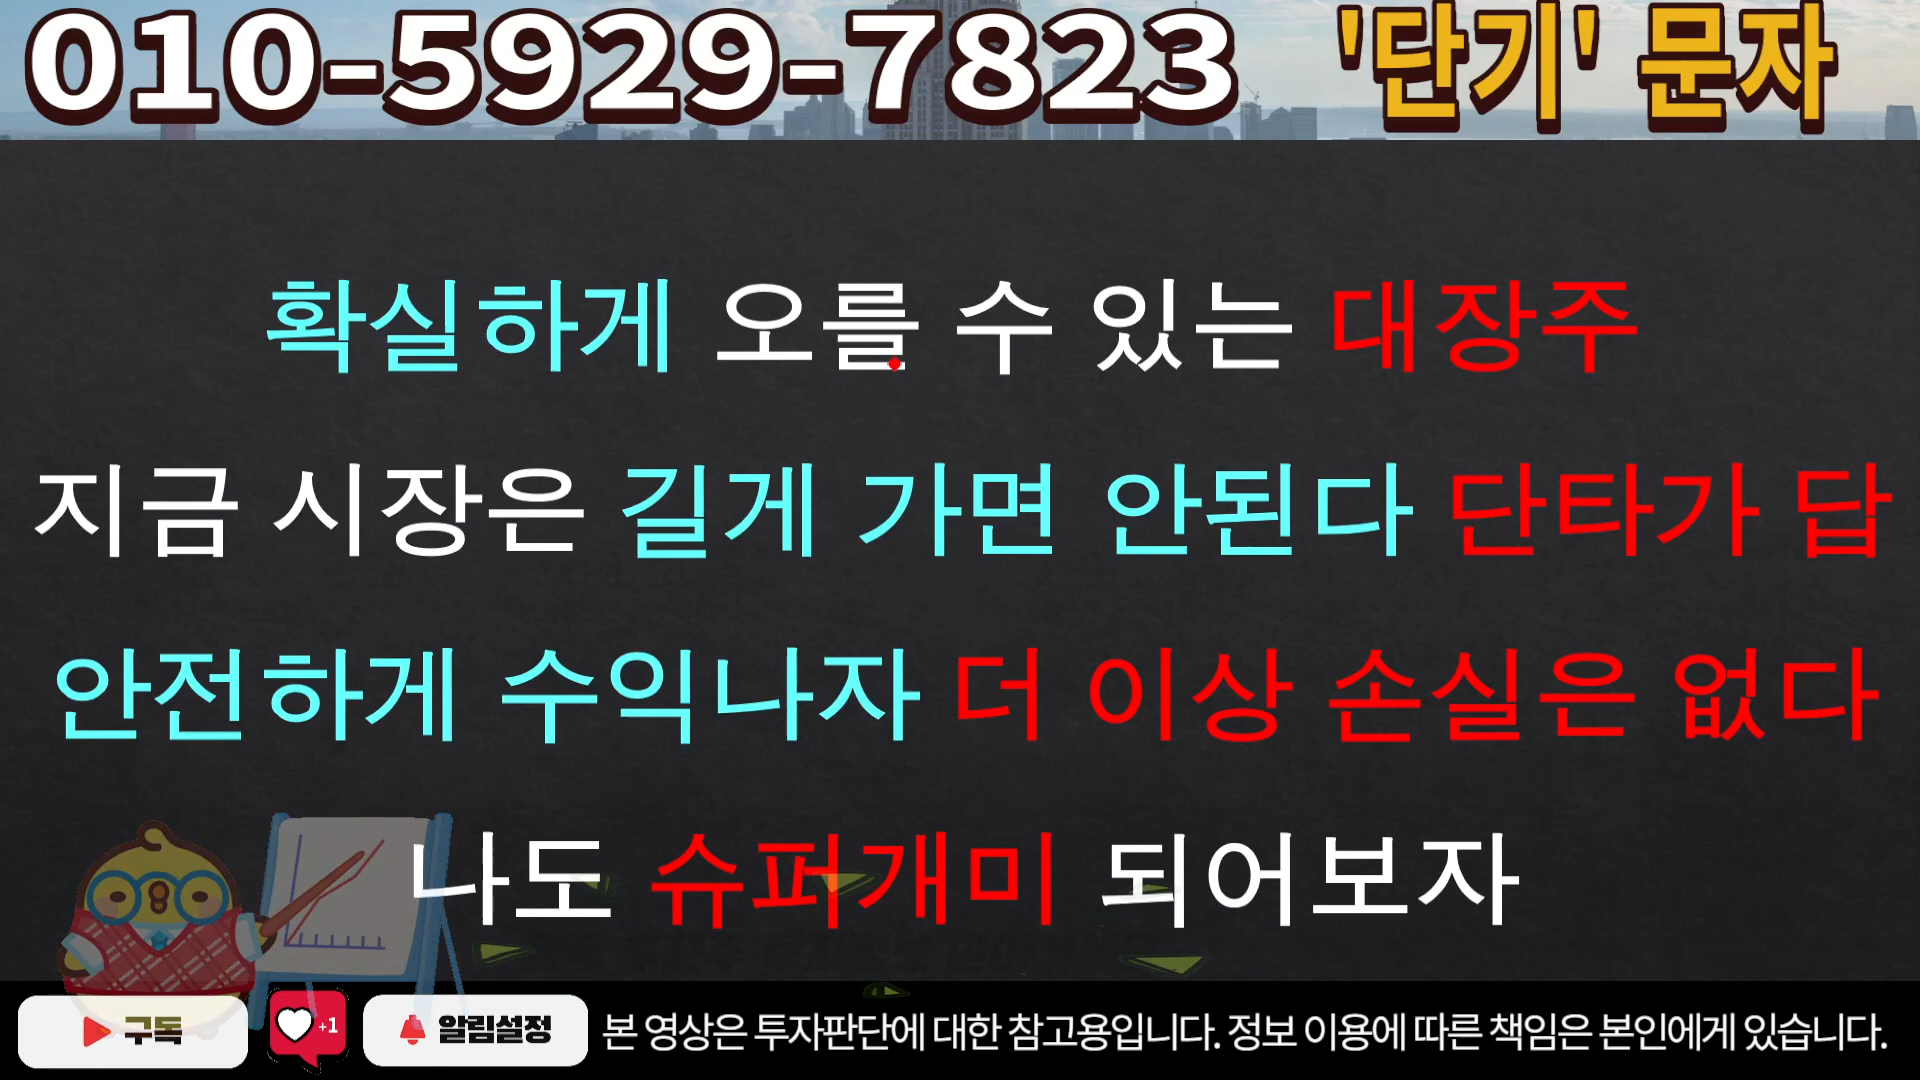 010-5929-7823 '단기' 문자
확실하게 오를 수 있는 대장주
지금 시장은 길게 가면 안된다 단타가 답
안전하게 수익나자 더 이상 손실은 없다
나도 슈퍼개미 되어보자
구독 +1 알림설정 본 영상은 투자판단에 대한 참고용입니다. 정보 이용에 따른 책임은 본인에게 있습니다.